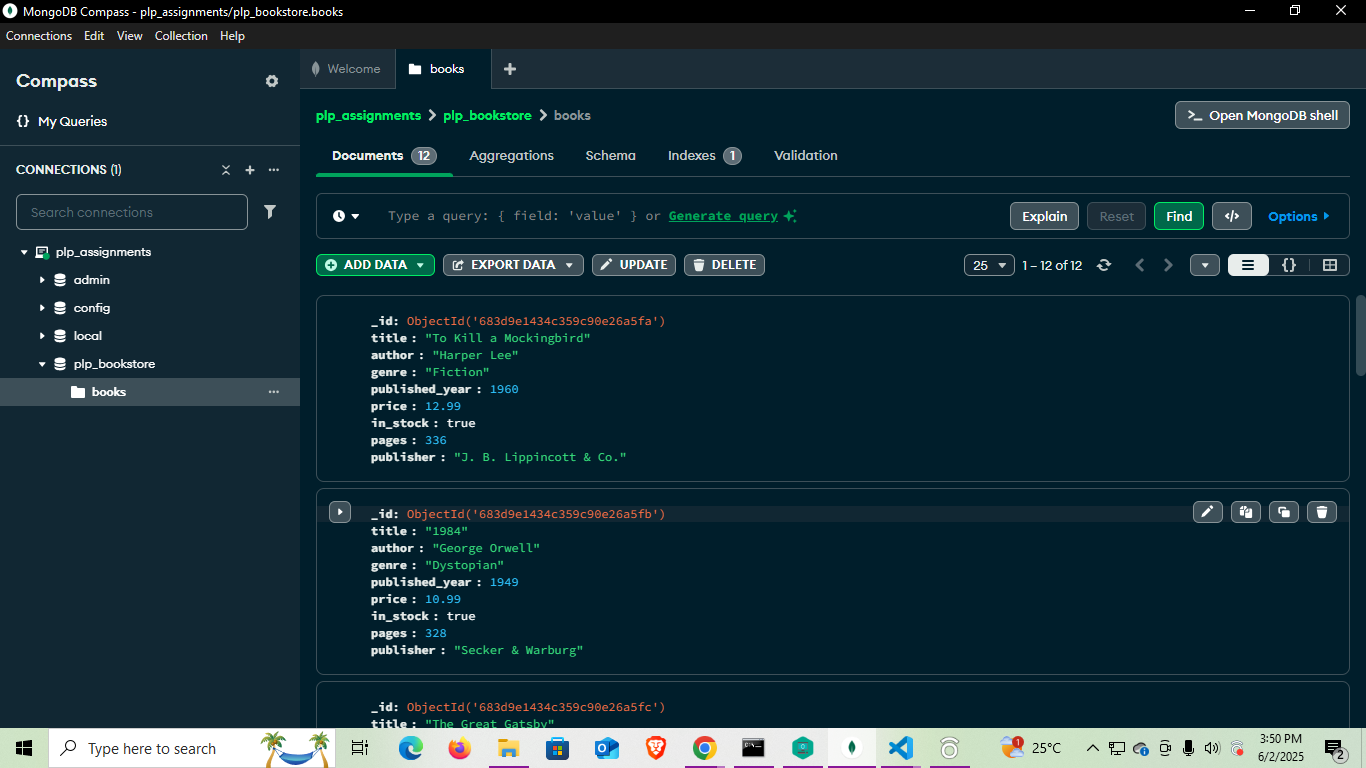 MongoDB Compass - plp_assignments/plp_bookstore.books
Connections Edit View Collection Help
Compass
{} My Queries
CONNECTIONS (1)
Search connections
plp_assignments
admin
config
local
plp_bookstore
books
Welcome
books
plp_assignments > plp_bookstore > books
>_ Open MongoDB shell
Documents 12 Aggregations Schema Indexes 1 Validation
Type a query: { field: 'value' } or Generate query
Explain Reset Find </> Options
ADD DATA EXPORT DATA UPDATE DELETE
25 1 – 12 of 12 {}
_id: ObjectId('683d9e1434c359c90e26a5fa')
title : "To Kill a Mockingbird"
author : "Harper Lee"
genre : "Fiction"
published_year : 1960
price : 12.99
in_stock : true
pages : 336
publisher : "J. B. Lippincott & Co."
_id: ObjectId('683d9e1434c359c90e26a5fb')
title : "1984"
author : "George Orwell"
genre : "Dystopian"
published_year : 1949
price : 10.99
in_stock : true
pages : 328
publisher : "Secker & Warburg"
_id: ObjectId('683d9e1434c359c90e26a5fc')
title : "The Great Gatsby"
Type here to search
1
25°C
3:50 PM
6/2/2025
2